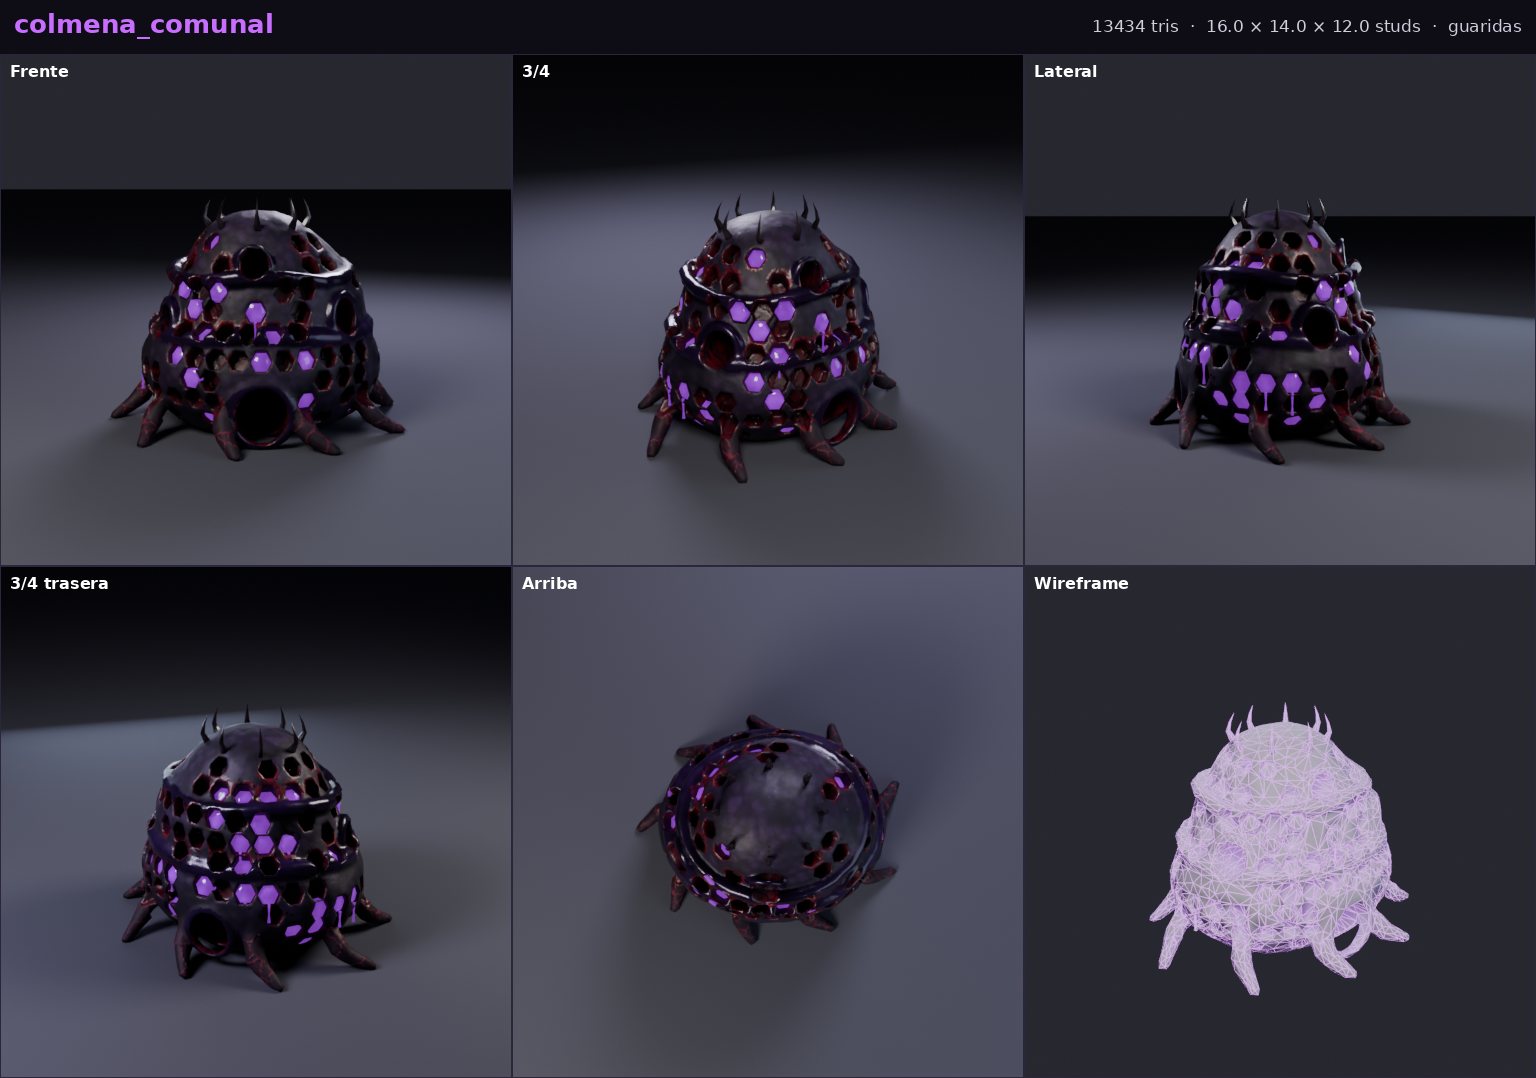 colmena_comunal
13434 tris · 16.0 × 14.0 × 12.0 studs · guaridas
Frente
3/4
Lateral
3/4 trasera
Arriba
Wireframe